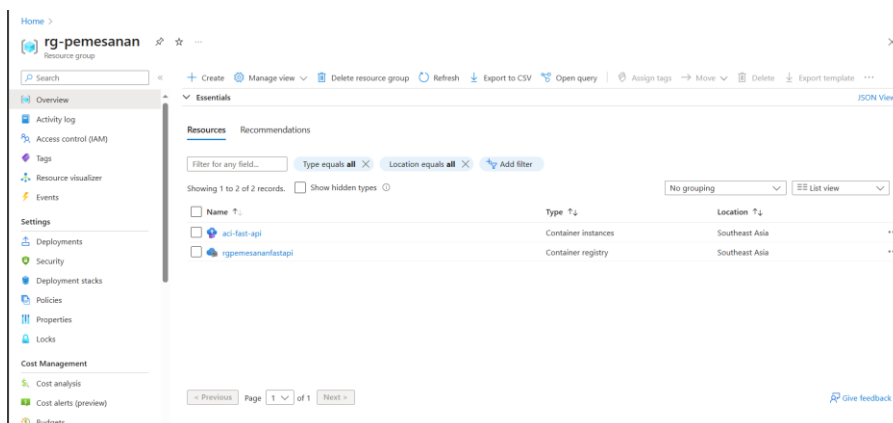 Home >
rg-pemesanan
Resource group
Search
Overview
Activity log
Access control (IAM)
Tags
Resource visualizer
Events
Settings
Deployments
Security
Deployment stacks
Policies
Properties
Locks
Cost Management
Cost analysis
Cost alerts (preview)
Budgets
Create Manage view Delete resource group Refresh Export to CSV Open query Assign tags Move Delete Export template
Essentials JSON View
Resources Recommendations
Filter for any field... Type equals all Location equals all Add filter
Showing 1 to 2 of 2 records. Show hidden types No grouping List view
Name Type Location
aci-fast-api Container instances Southeast Asia
rgpemesananfastapi Container registry Southeast Asia
< Previous Page 1 of 1 Next > Give feedback